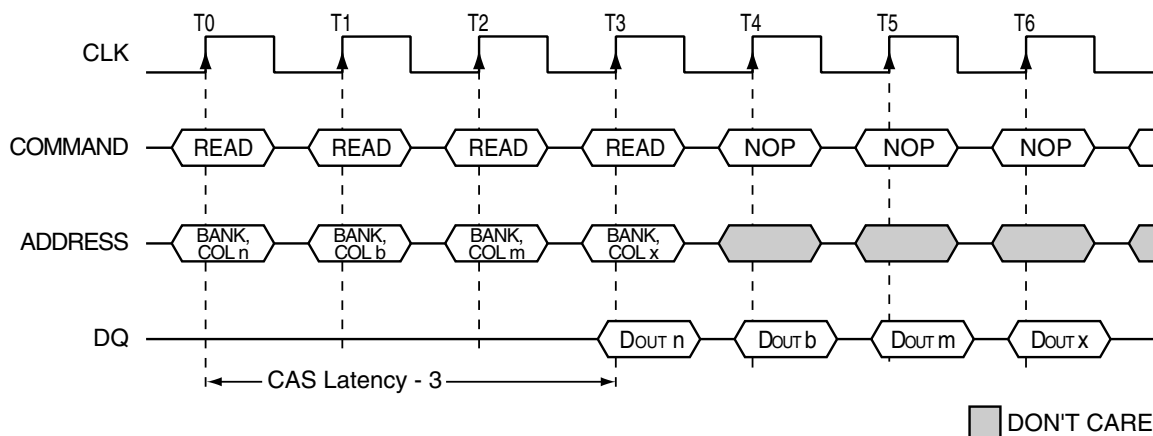 T0 T1 T2 T3 T4 T5 T6
CLK
COMMAND READ READ READ READ NOP NOP NOP
ADDRESS BANK, COL n BANK, COL b BANK, COL m BANK, COL x
DQ DOUT n DOUT b DOUT m DOUT x
CAS Latency - 3
DON'T CARE